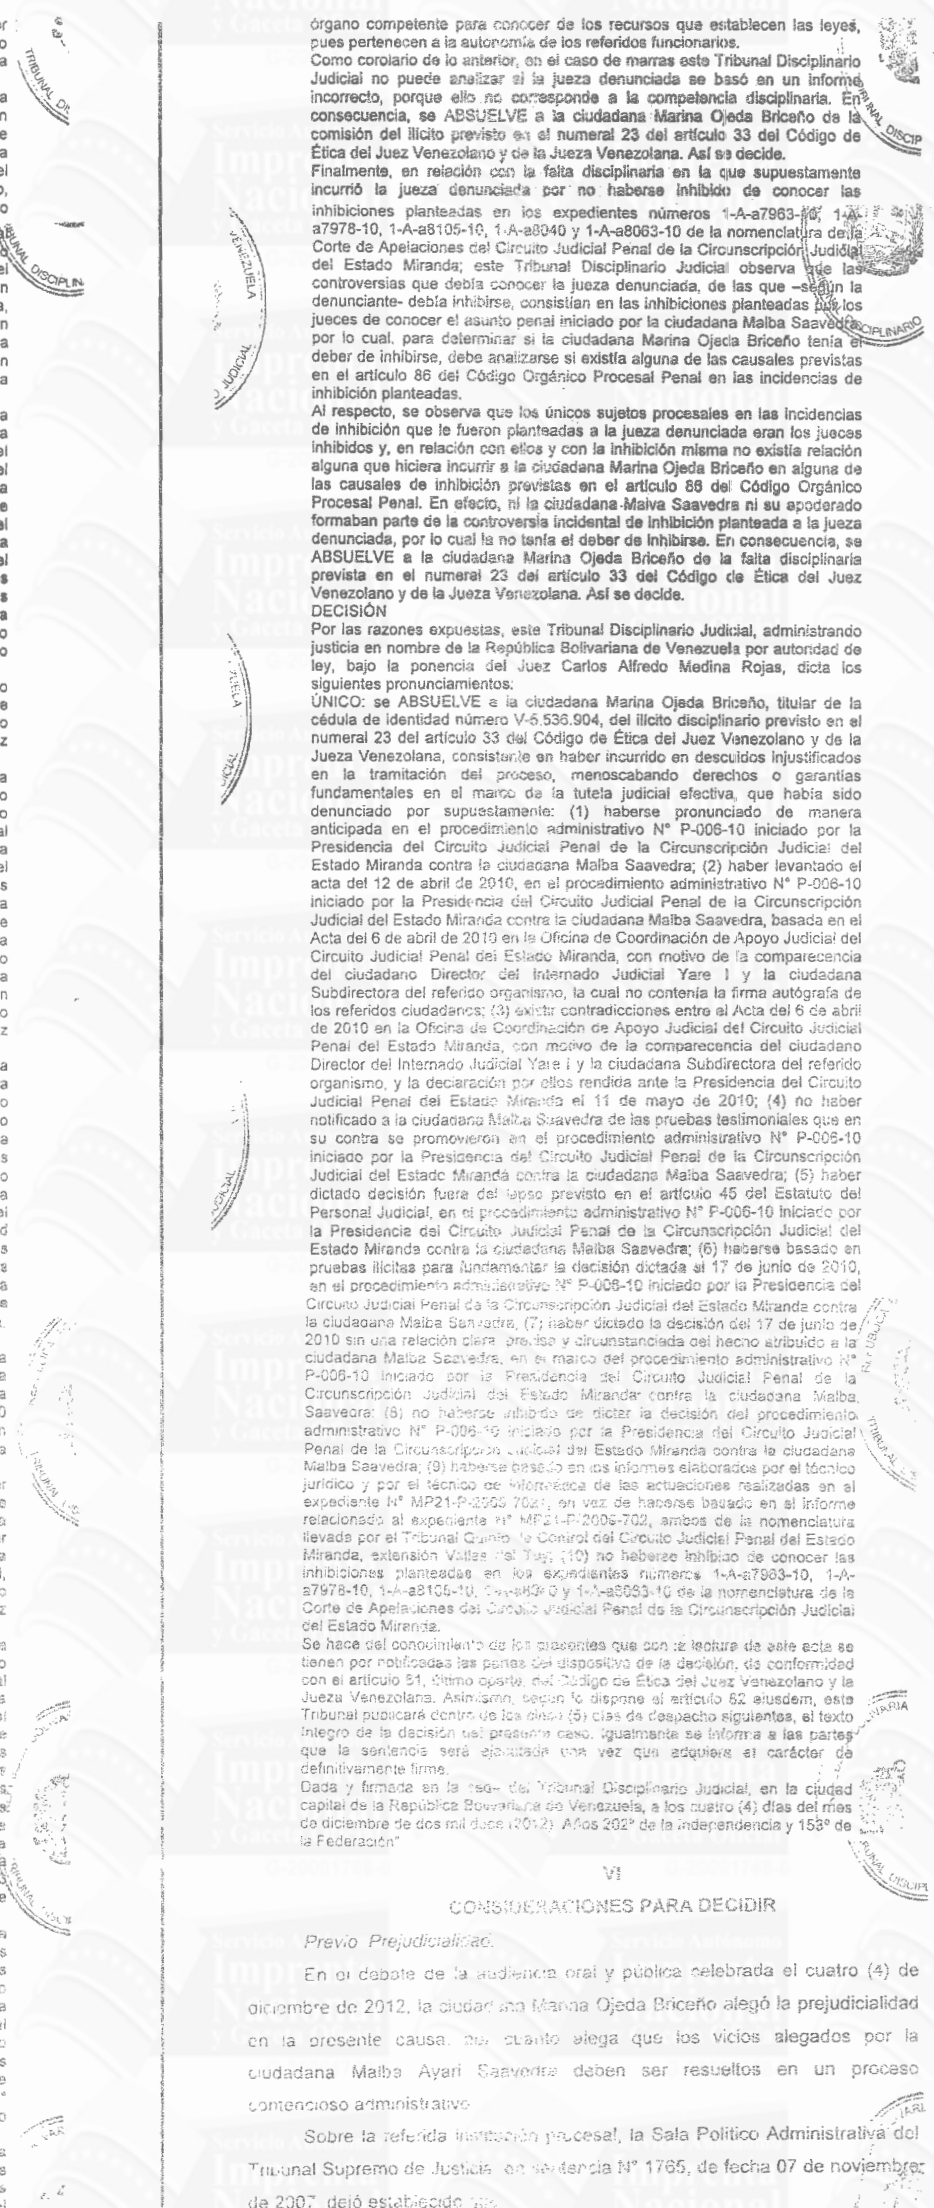 órgano competente para conocer de los recursos que establecen las leyes,
pues pertenecen a la autonomía de los referidos funcionarios.
Como corolario de lo anterior, en el caso de marras este Tribunal Disciplinario
Judicial no puede analizar si la jueza denunciada se basó en un informe
incorrecto, porque ello no corresponde a la competencia disciplinaria. En
consecuencia, se ABSUELVE a la ciudadana Marina Ojeda Briceño de la
comisión del ilícito previsto en el numeral 23 del artículo 33 del Código de
Ética del Juez Venezolano y de la Jueza Venezolana. Así se decide.
Finalmente, en relación con la falta disciplinaria en la que supuestamente
incurrió la jueza denunciada por no haberse inhibido de conocer las
inhibiciones planteadas en los expedientes números 1-A-a7963-10, 1-A-
a7978-10, 1-A-a8105-10, 1-A-a8040 y 1-A-a8063-10 de la nomenclatura de la
Corte de Apelaciones del Circuito Judicial Penal de la Circunscripción Judicial
del Estado Miranda; este Tribunal Disciplinario Judicial observa que las
controversias que debía conocer la jueza denunciada, de las que –según la
denunciante- debía inhibirse, consistían en las inhibiciones planteadas por los
jueces de conocer el asunto penal iniciado por la ciudadana Malba Saavedra,
por lo cual, para determinar si la ciudadana Marina Ojeda Briceño tenía el
deber de inhibirse, debe analizarse si existía alguna de las causales previstas
en el artículo 86 del Código Orgánico Procesal Penal en las incidencias de
inhibición planteadas.
Al respecto, se observa que los únicos sujetos procesales en las incidencias
de inhibición que le fueron planteadas a la jueza denunciada eran los jueces
inhibidos y, en relación con ellos y con la inhibición misma no existía relación
alguna que hiciera incurrir a la ciudadana Marina Ojeda Briceño en alguna de
las causales de inhibición previstas en el artículo 86 del Código Orgánico
Procesal Penal. En efecto, ni la ciudadana Malva Saavedra ni su apoderado
formaban parte de la controversia incidental de inhibición planteada a la jueza
denunciada, por lo cual la no tenía el deber de inhibirse. En consecuencia, se
ABSUELVE a la ciudadana Marina Ojeda Briceño de la falta disciplinaria
prevista en el numeral 23 del artículo 33 del Código de Ética del Juez
Venezolano y de la Jueza Venezolana. Así se decide.
DECISIÓN
Por las razones expuestas, este Tribunal Disciplinario Judicial, administrando
justicia en nombre de la República Bolivariana de Venezuela por autoridad de
ley, bajo la ponencia del Juez Carlos Alfredo Medina Rojas, dicta los
siguientes pronunciamientos:
ÚNICO: se ABSUELVE a la ciudadana Marina Ojeda Briceño, titular de la
cédula de identidad número V-5.536.904, del ilícito disciplinario previsto en el
numeral 23 del artículo 33 del Código de Ética del Juez Venezolano y de la
Jueza Venezolana, consistente en haber incurrido en descuidos injustificados
en la tramitación del proceso, menoscabando derechos o garantías
fundamentales en el marco de la tutela judicial efectiva, que había sido
denunciado por supuestamente: (1) haberse pronunciado de manera
anticipada en el procedimiento administrativo N° P-006-10 iniciado por la
Presidencia del Circuito Judicial Penal de la Circunscripción Judicial del
Estado Miranda contra la ciudadana Malba Saavedra; (2) haber levantado el
acta del 12 de abril de 2010, en el procedimiento administrativo N° P-006-10
iniciado por la Presidencia del Circuito Judicial Penal de la Circunscripción
Judicial del Estado Miranda contra la ciudadana Malba Saavedra, basada en el
Acta del 6 de abril de 2010 en la Oficina de Coordinación de Apoyo Judicial del
Circuito Judicial Penal del Estado Miranda, con motivo de la comparecencia
del ciudadano Director del Internado Judicial Yare I y la ciudadana
Subdirectora del referido organismo, la cual no contenía la firma autógrafa de
los referidos ciudadanos; (3) existir contradicciones entre el Acta del 6 de abril
de 2010 en la Oficina de Coordinación de Apoyo Judicial del Circuito Judicial
Penal del Estado Miranda, con motivo de la comparecencia del ciudadano
Director del Internado Judicial Yare I y la ciudadana Subdirectora del referido
organismo, y la declaración por ellos rendida ante la Presidencia del Circuito
Judicial Penal del Estado Miranda el 11 de mayo de 2010; (4) no haber
notificado a la ciudadana Malba Saavedra de las pruebas testimoniales que en
su contra se promovieron en el procedimiento administrativo N° P-006-10
iniciado por la Presidencia del Circuito Judicial Penal de la Circunscripción
Judicial del Estado Miranda contra la ciudadana Malba Saavedra; (5) haber
dictado decisión fuera del lapso previsto en el artículo 45 del Estatuto del
Personal Judicial, en el procedimiento administrativo N° P-006-10 iniciado por
la Presidencia del Circuito Judicial Penal de la Circunscripción Judicial del
Estado Miranda contra la ciudadana Malba Saavedra; (6) haberse basado en
pruebas ilícitas para fundamentar la decisión dictada el 17 de junio de 2010,
en el procedimiento administrativo N° P-006-10 iniciado por la Presidencia del
Circuito Judicial Penal de la Circunscripción Judicial del Estado Miranda contra
la ciudadana Malba Saavedra; (7) haber dictado la decisión del 17 de junio de
2010 sin una relación clara, precisa y circunstanciada del hecho atribuido a la
ciudadana Malba Saavedra, en el marco del procedimiento administrativo N°
P-006-10 iniciado por la Presidencia del Circuito Judicial Penal de la
Circunscripción Judicial del Estado Miranda contra la ciudadana Malba
Saavedra; (8) no haberse inhibido de dictar la decisión del procedimiento
administrativo N° P-006-10 iniciado por la Presidencia del Circuito Judicial
Penal de la Circunscripción Judicial del Estado Miranda contra la ciudadana
Malba Saavedra; (9) haberse basado en los informes elaborados por el técnico
jurídico y por el técnico de informática de las actuaciones realizadas en el
expediente N° en vez de haberse basado en el informe
relacionado al expediente N° MP21-P-2006-702, ambos de la nomenclatura
llevada por el Tribunal Quinto de Control del Circuito Judicial Penal del Estado
Miranda, extensión Valles del Tuy; (10) no haberse inhibido de conocer las
inhibiciones planteadas en los expedientes números 1-A-a7963-10, 1-A-
a7978-10, 1-A-a8105-10, 1-A-a8040 y 1-A-a8063-10 de la nomenclatura de la
Corte de Apelaciones del Circuito Judicial Penal de la Circunscripción Judicial
del Estado Miranda.
Se hace del conocimiento de los presentes que con la lectura de este acta se
tienen por notificadas las partes del dispositivo de la decisión, de conformidad
con el artículo 81, último aparte, del Código de Ética del Juez Venezolano y la
Jueza Venezolana. Asimismo, según lo dispone el artículo 82 eiusdem, este
Tribunal publicará dentro de los cinco (5) días de despacho siguientes, el texto
íntegro de la decisión del presente caso. Igualmente se informa a las partes
que la sentencia será ejecutada una vez que adquiera el carácter de
definitivamente firme.
Dada y firmada en la sede del Tribunal Disciplinario Judicial, en la ciudad
capital de la República Bolivariana de Venezuela, a los cuatro (4) días del mes
de diciembre de dos mil doce (2012). Años 202° de la Independencia y 153° de
la Federación"
VI
CONSIDERACIONES PARA DECIDIR
Previo Prejudicialidad.
En el debate de la audiencia oral y pública celebrada el cuatro (4) de
diciembre de 2012, la ciudadana Marina Ojeda Briceño alegó la prejudicialidad
en la presente causa, por cuanto alega que los vicios alegados por la
ciudadana Malba Ayari Saavedra deben ser resueltos en un proceso
contencioso administrativo
Sobre la referida institución procesal, la Sala Político Administrativa del
Tribunal Supremo de Justicia en sentencia N° 1765, de fecha 07 de noviembre
de 2007, dejó establecido